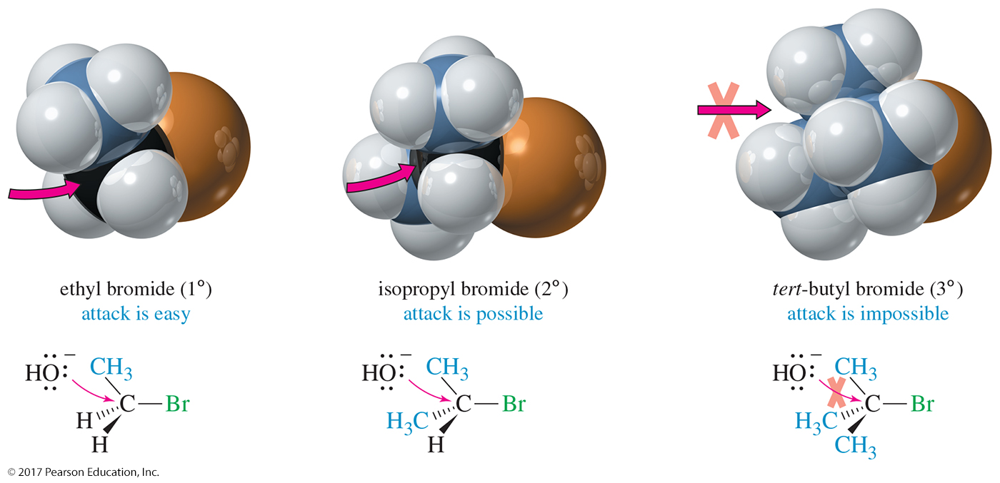 ethyl bromide (1°)
attack is easy
isopropyl bromide (2°)
attack is possible
tert-butyl bromide (3°)
attack is impossible
HO:⁻ CH₃
C—Br
H
H
HO:⁻ CH₃
C—Br
H₃C
H
HO:⁻ CH₃
C—Br
H₃C
CH₃
© 2017 Pearson Education, Inc.